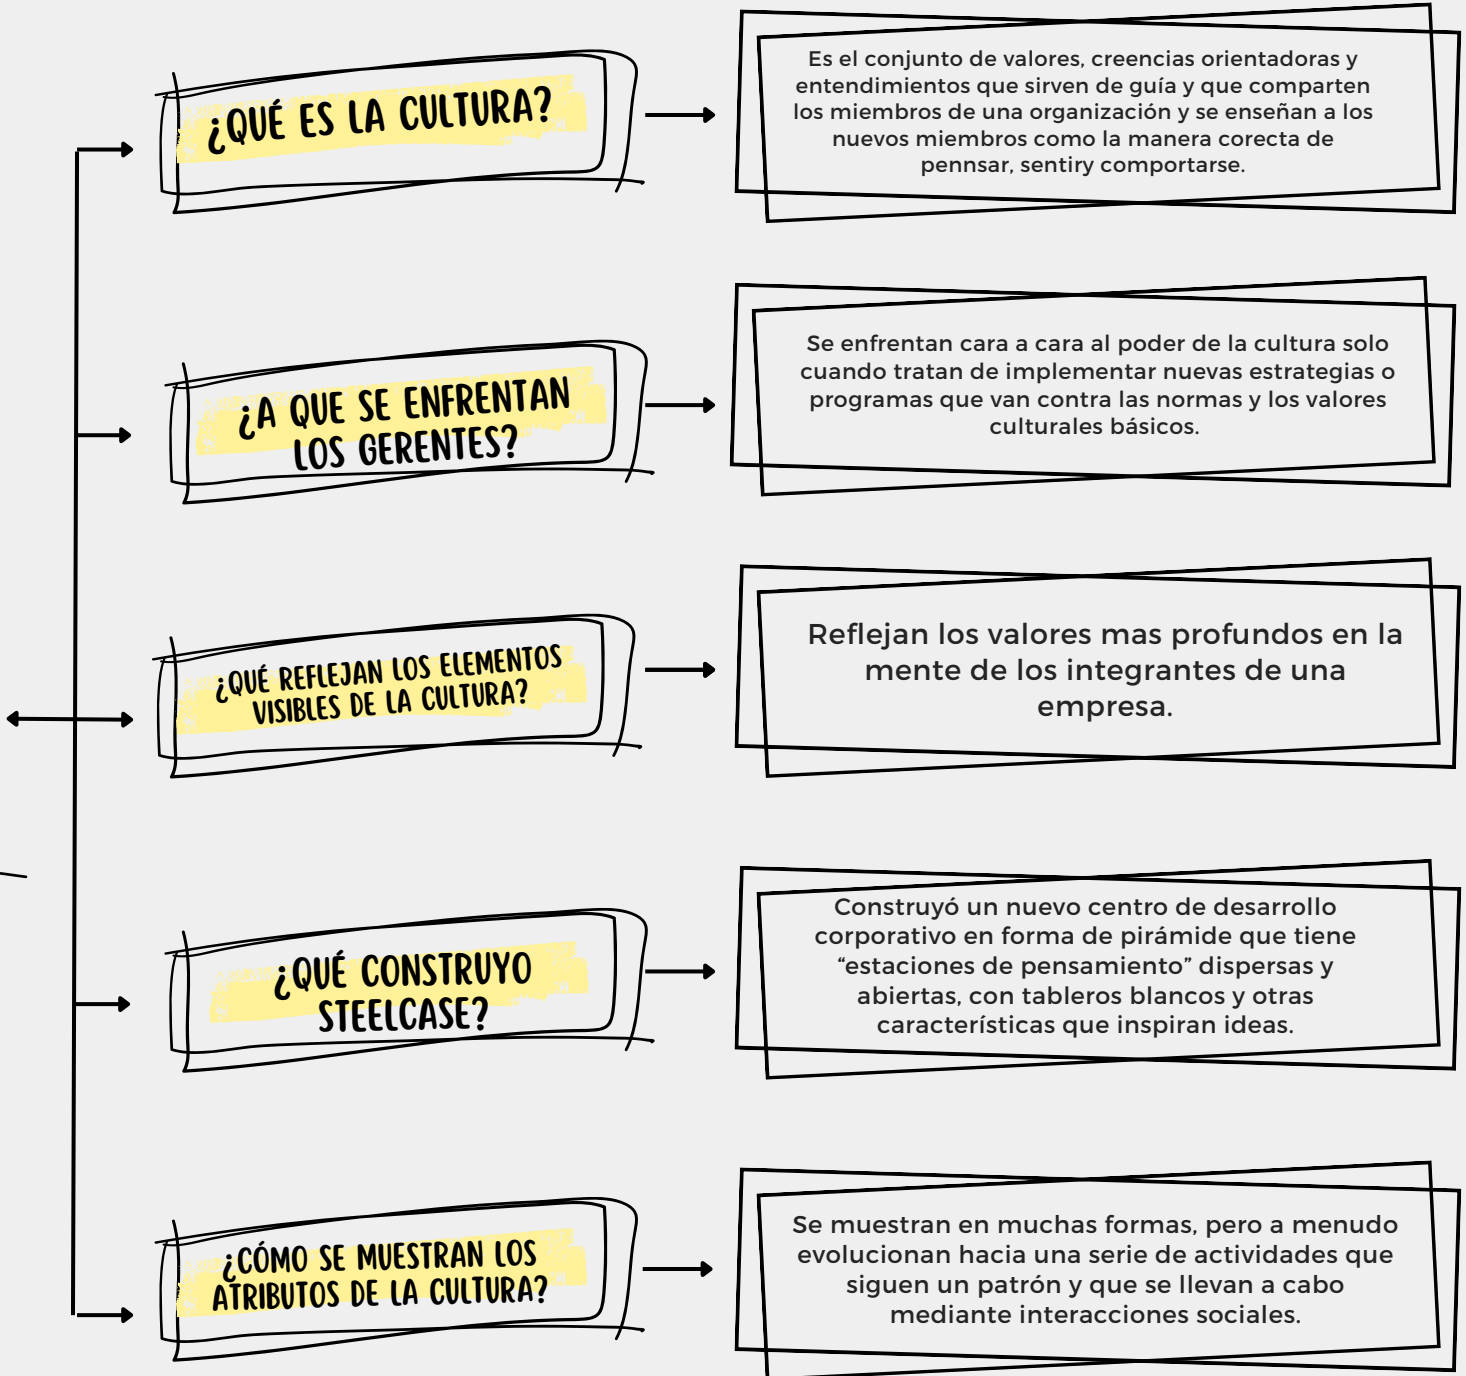 ¿QUÉ ES LA CULTURA?
Es el conjunto de valores, creencias orientadoras y
entendimientos que sirven de guía y que comparten
los miembros de una organización y se enseñan a los
nuevos miembros como la manera corecta de
pennsar, sentiry comportarse.
¿A QUE SE ENFRENTAN
LOS GERENTES?
Se enfrentan cara a cara al poder de la cultura solo
cuando tratan de implementar nuevas estrategias o
programas que van contra las normas y los valores
culturales básicos.
¿QUÉ REFLEJAN LOS ELEMENTOS
VISIBLES DE LA CULTURA?
Reflejan los valores mas profundos en la
mente de los integrantes de una
empresa.
¿QUÉ CONSTRUYO
STEELCASE?
Construyó un nuevo centro de desarrollo
corporativo en forma de pirámide que tiene
“estaciones de pensamiento” dispersas y
abiertas, con tableros blancos y otras
características que inspiran ideas.
¿CÓMO SE MUESTRAN LOS
ATRIBUTOS DE LA CULTURA?
Se muestran en muchas formas, pero a menudo
evolucionan hacia una serie de actividades que
siguen un patrón y que se llevan a cabo
mediante interacciones sociales.